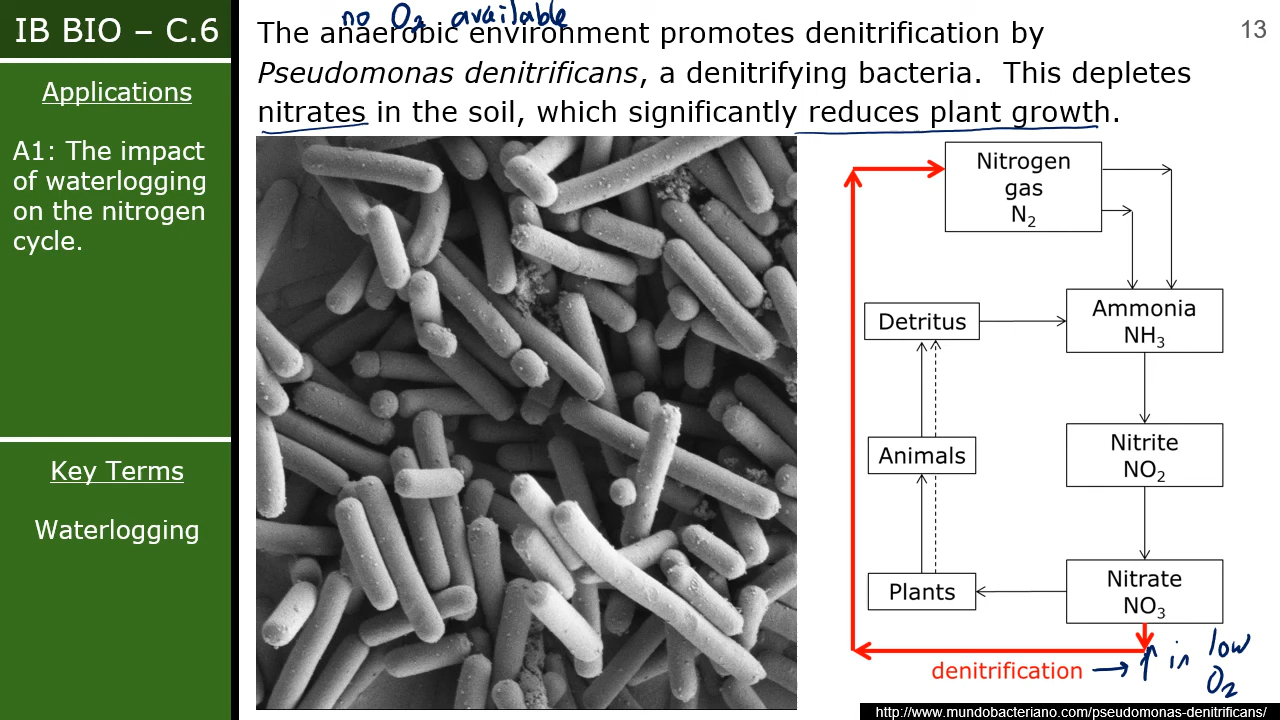 IB BIO – C.6
Applications
A1: The impact
of waterlogging
on the nitrogen
cycle.
Key Terms
Waterlogging
no O2 available
The anaerobic environment promotes denitrification by
Pseudomonas denitrificans, a denitrifying bacteria. This depletes
nitrates in the soil, which significantly reduces plant growth.
13
Nitrogen
gas
N2
Detritus
Ammonia
NH3
Animals
Nitrite
NO2
Plants
Nitrate
NO3
denitrification → ↑ in low
O2
http://www.mundobacteriano.com/pseudomonas-denitrificans/